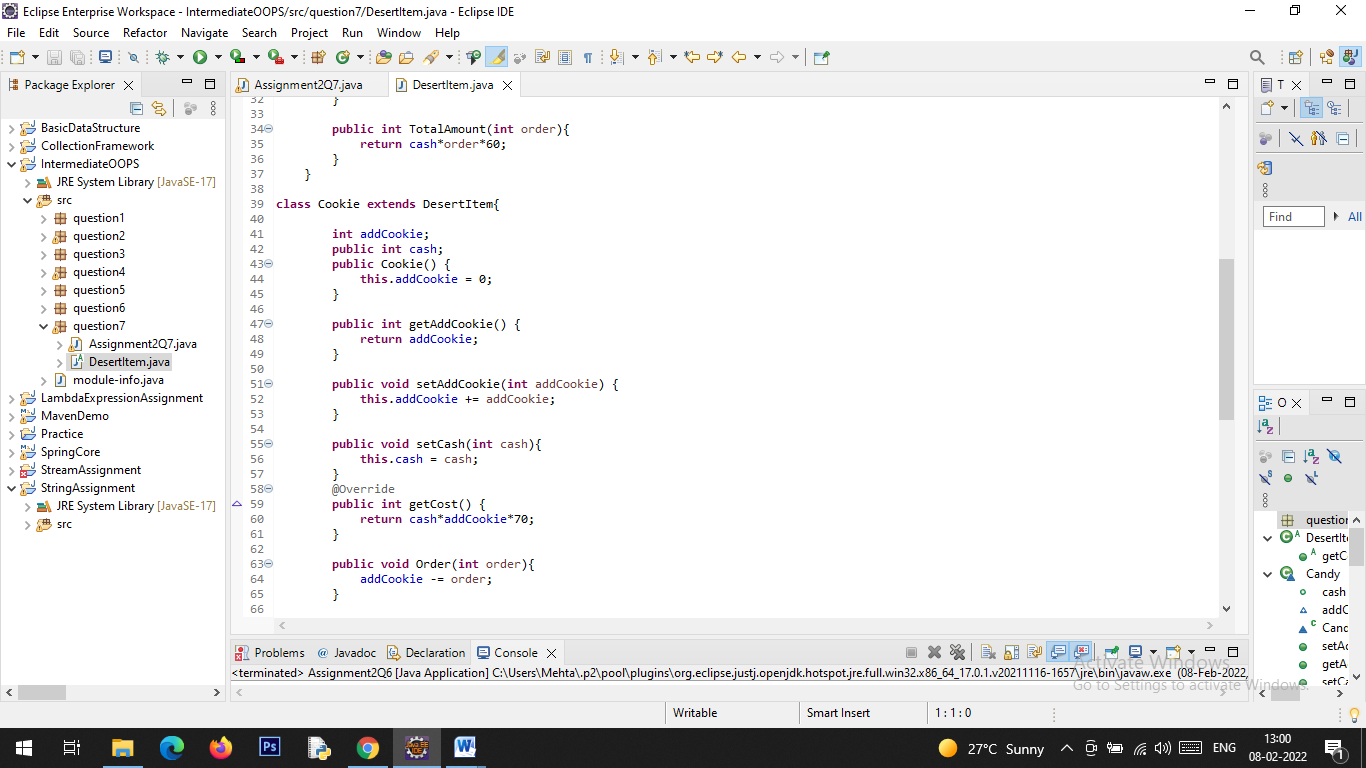 Eclipse Enterprise Workspace - IntermediateOOPS/src/question7/DesertItem.java - Eclipse IDE
File Edit Source Refactor Navigate Search Project Run Window Help
Package Explorer
BasicDataStructure
CollectionFramework
IntermediateOOPS
JRE System Library [JavaSE-17]
src
question1
question2
question3
question4
question5
question6
question7
Assignment2Q7.java
DesertItem.java
module-info.java
LambdaExpressionAssignment
MavenDemo
Practice
SpringCore
StreamAssignment
StringAssignment
JRE System Library [JavaSE-17]
src
Assignment2Q7.java DesertItem.java
32 }
33
34 public int TotalAmount(int order){
35 return cash*order*60;
36 }
37 }
38
39 class Cookie extends DesertItem{
40
41 int addCookie;
42 public int cash;
43 public Cookie() {
44 this.addCookie = 0;
45 }
46
47 public int getAddCookie() {
48 return addCookie;
49 }
50
51 public void setAddCookie(int addCookie) {
52 this.addCookie += addCookie;
53 }
54
55 public void setCash(int cash){
56 this.cash = cash;
57 }
58 @Override
59 public int getCost() {
60 return cash*addCookie*70;
61 }
62
63 public void Order(int order){
64 addCookie -= order;
65 }
66
T
Find All
O
question
DesertIt
getC
Candy
cash
addC
Canc
setAc
getA
setCa
Problems @ Javadoc Declaration Console
<terminated> Assignment2Q6 [Java Application] C:\Users\Mehta\.p2\pool\plugins\org.eclipse.justj.openjdk.hotspot.jre.full.win32.x86_64_17.0.1.v20211116-1657\jre\bin\javaw.exe (08-Feb-2022,
Activate Windows
Go to Settings to activate Windows.
Writable Smart Insert 1 : 1 : 0
27°C Sunny ENG 13:00
08-02-2022
1